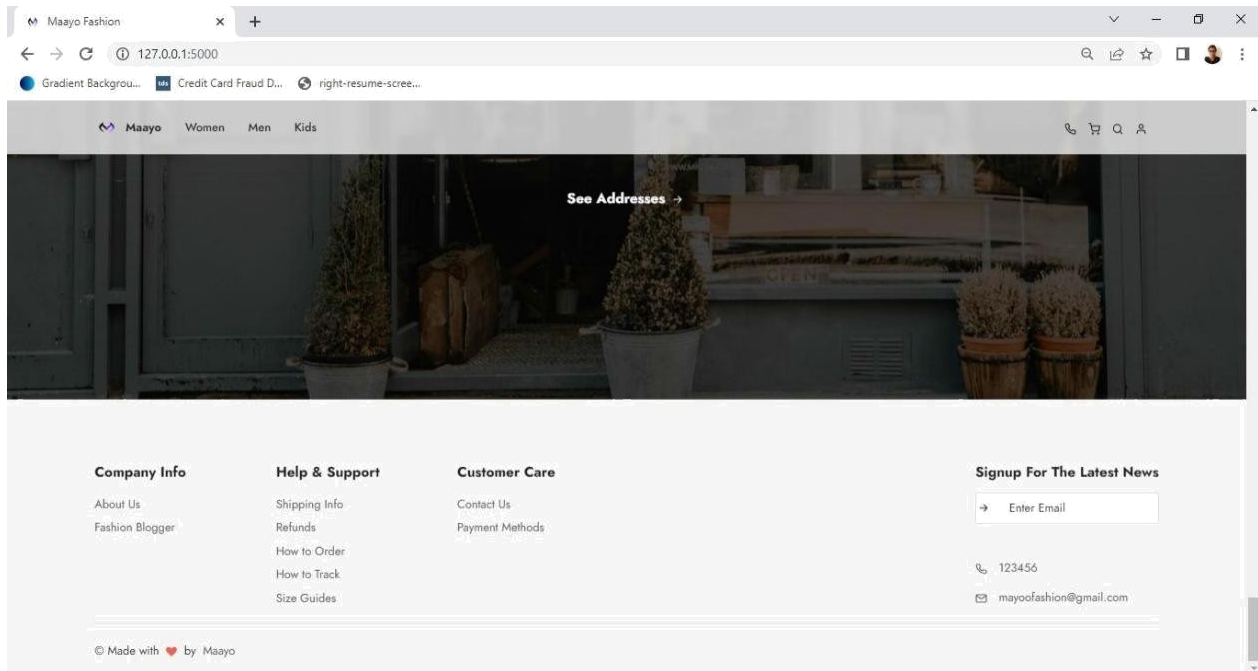 Maayo Fashion
127.0.0.1:5000
Gradient Backgrou...
tds Credit Card Fraud D...
right-resume-scree...
Maayo Women Men Kids
See Addresses →
OPEN
Company Info
About Us
Fashion Blogger
Help & Support
Shipping Info
Refunds
How to Order
How to Track
Size Guides
Customer Care
Contact Us
Payment Methods
Signup For The Latest News
→ Enter Email
123456
mayoofashion@gmail.com
© Made with ❤ by Maayo